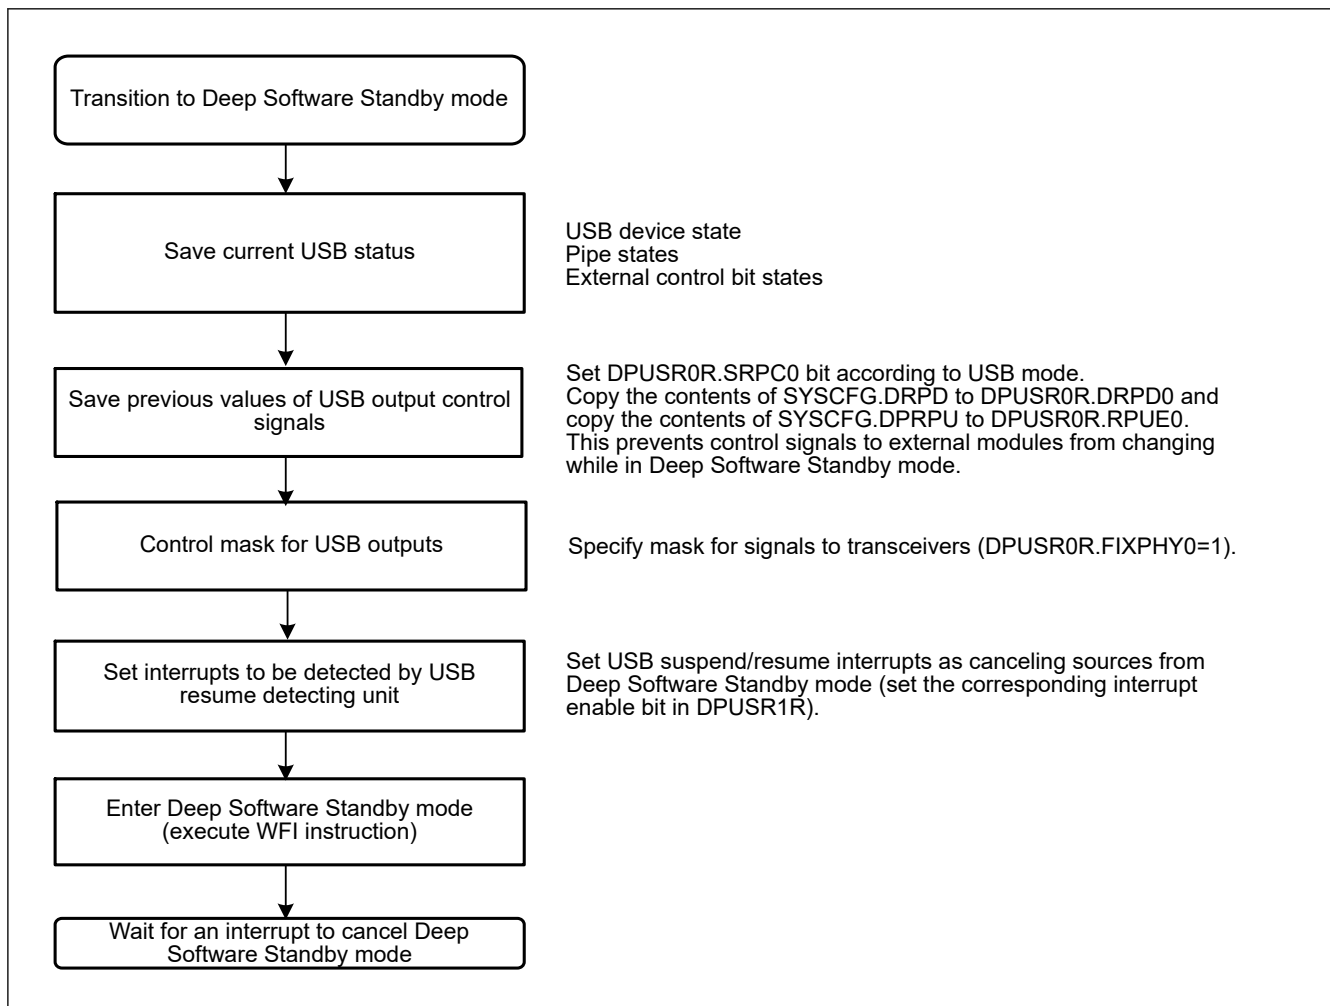 Transition to Deep Software Standby mode
Save current USB status
USB device state
Pipe states
External control bit states
Save previous values of USB output control
signals
Set DPUSR0R.SRPC0 bit according to USB mode.
Copy the contents of SYSCFG.DRPD to DPUSR0R.DRPD0 and
copy the contents of SYSCFG.DPRPU to DPUSR0R.RPUE0.
This prevents control signals to external modules from changing
while in Deep Software Standby mode.
Control mask for USB outputs
Specify mask for signals to transceivers (DPUSR0R.FIXPHY0=1).
Set interrupts to be detected by USB
resume detecting unit
Set USB suspend/resume interrupts as canceling sources from
Deep Software Standby mode (set the corresponding interrupt
enable bit in DPUSR1R).
Enter Deep Software Standby mode
(execute WFI instruction)
Wait for an interrupt to cancel Deep
Software Standby mode